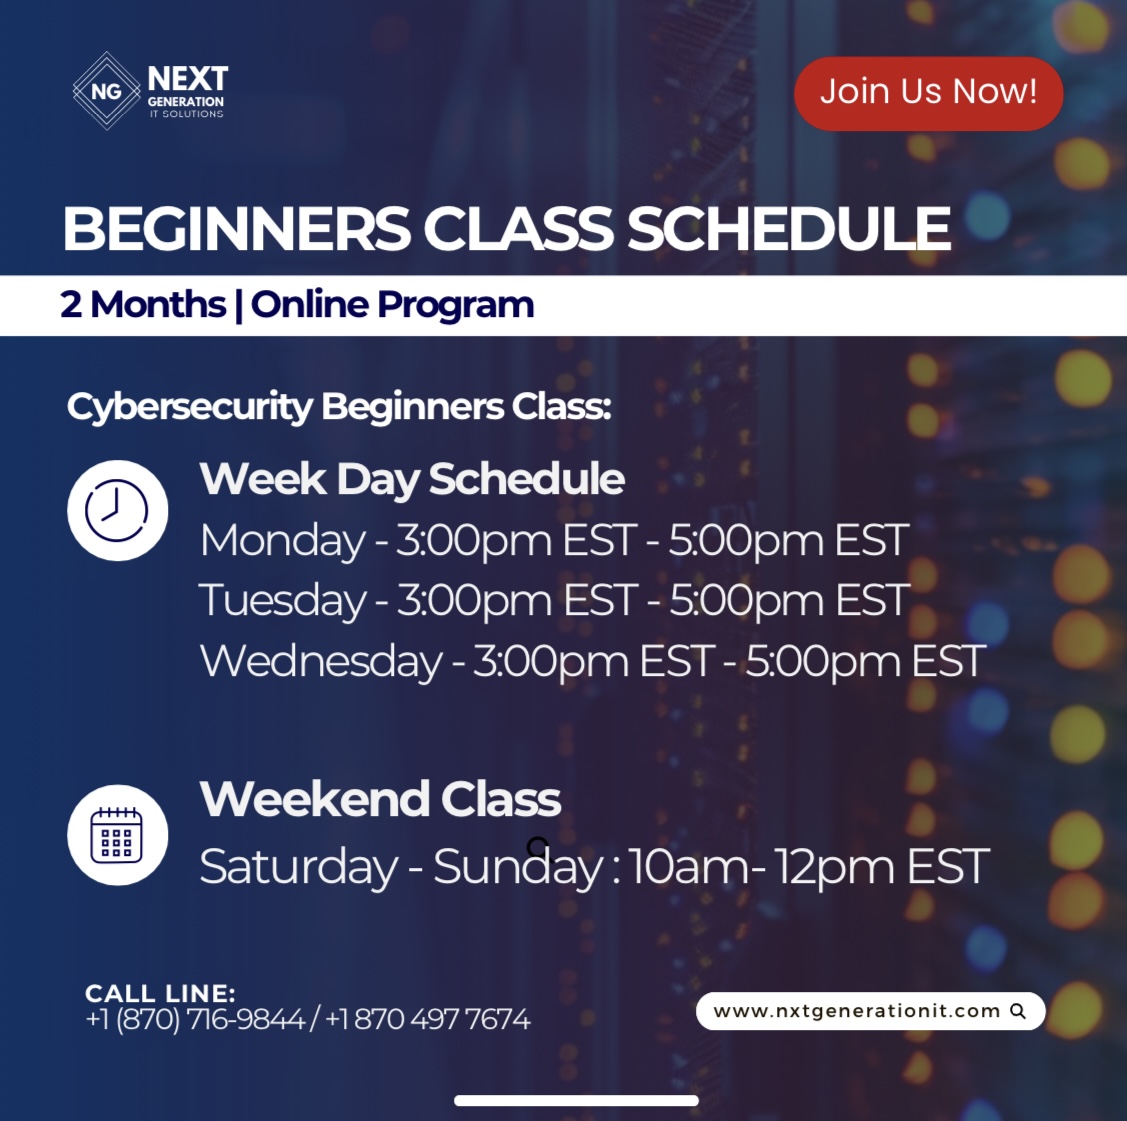 NG
NEXT
GENERATION
IT SOLUTIONS
Join Us Now!
BEGINNERS CLASS SCHEDULE
2 Months | Online Program
Cybersecurity Beginners Class:
Week Day Schedule
Monday - 3:00pm EST - 5:00pm EST
Tuesday - 3:00pm EST - 5:00pm EST
Wednesday - 3:00pm EST - 5:00pm EST
Weekend Class
Saturday - Sunday : 10am- 12pm EST
CALL LINE:
+1 (870) 716-9844 / +1 870 497 7674
www.nxtgenerationit.com